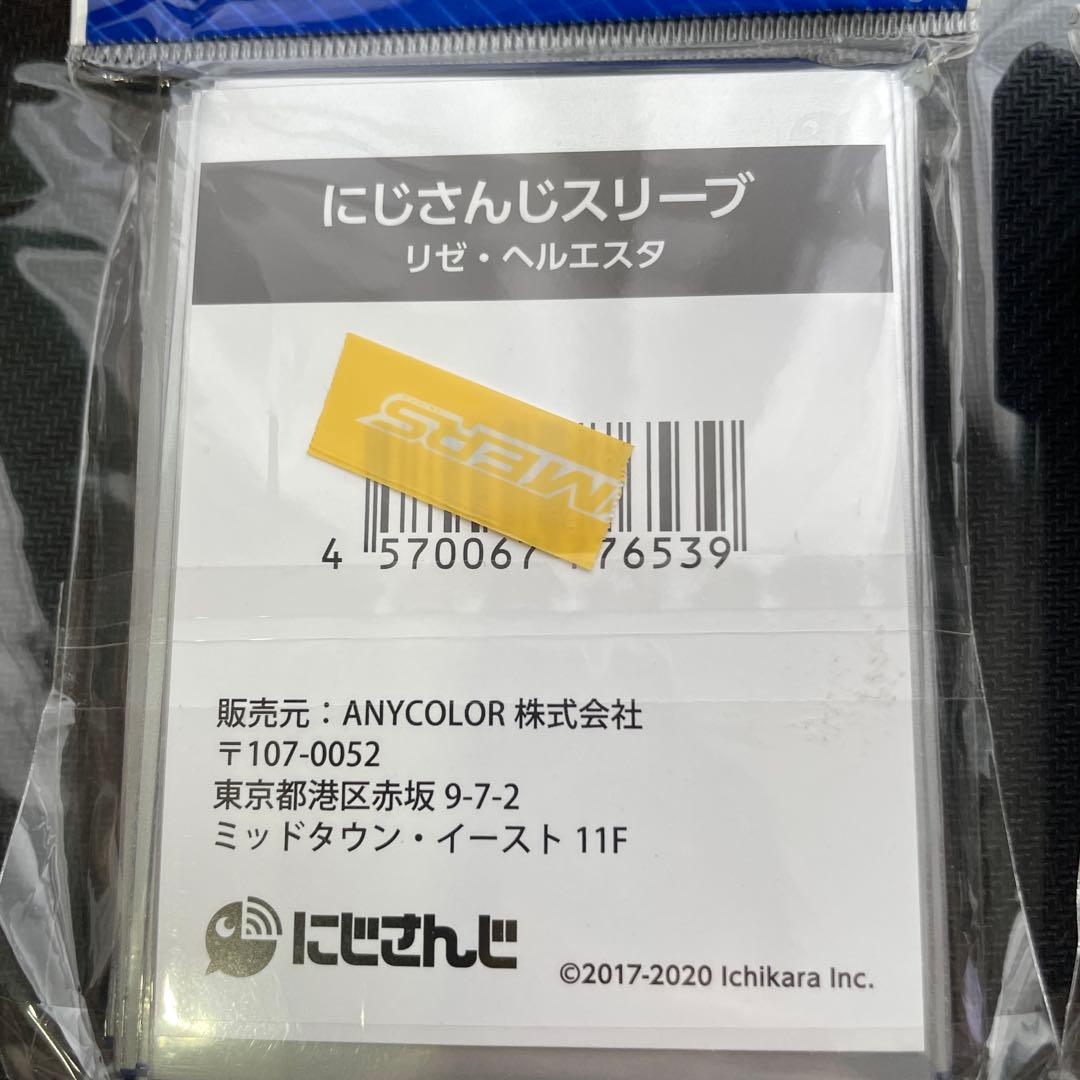 にじさんじスリーブ
リゼ・ヘルエスタ
MERS
4 570067 76539
販売元：ANYCOLOR 株式会社
〒107-0052
東京都港区赤坂 9-7-2
ミッドタウン・イースト 11F
にじさんじ
©2017-2020 Ichikara Inc.